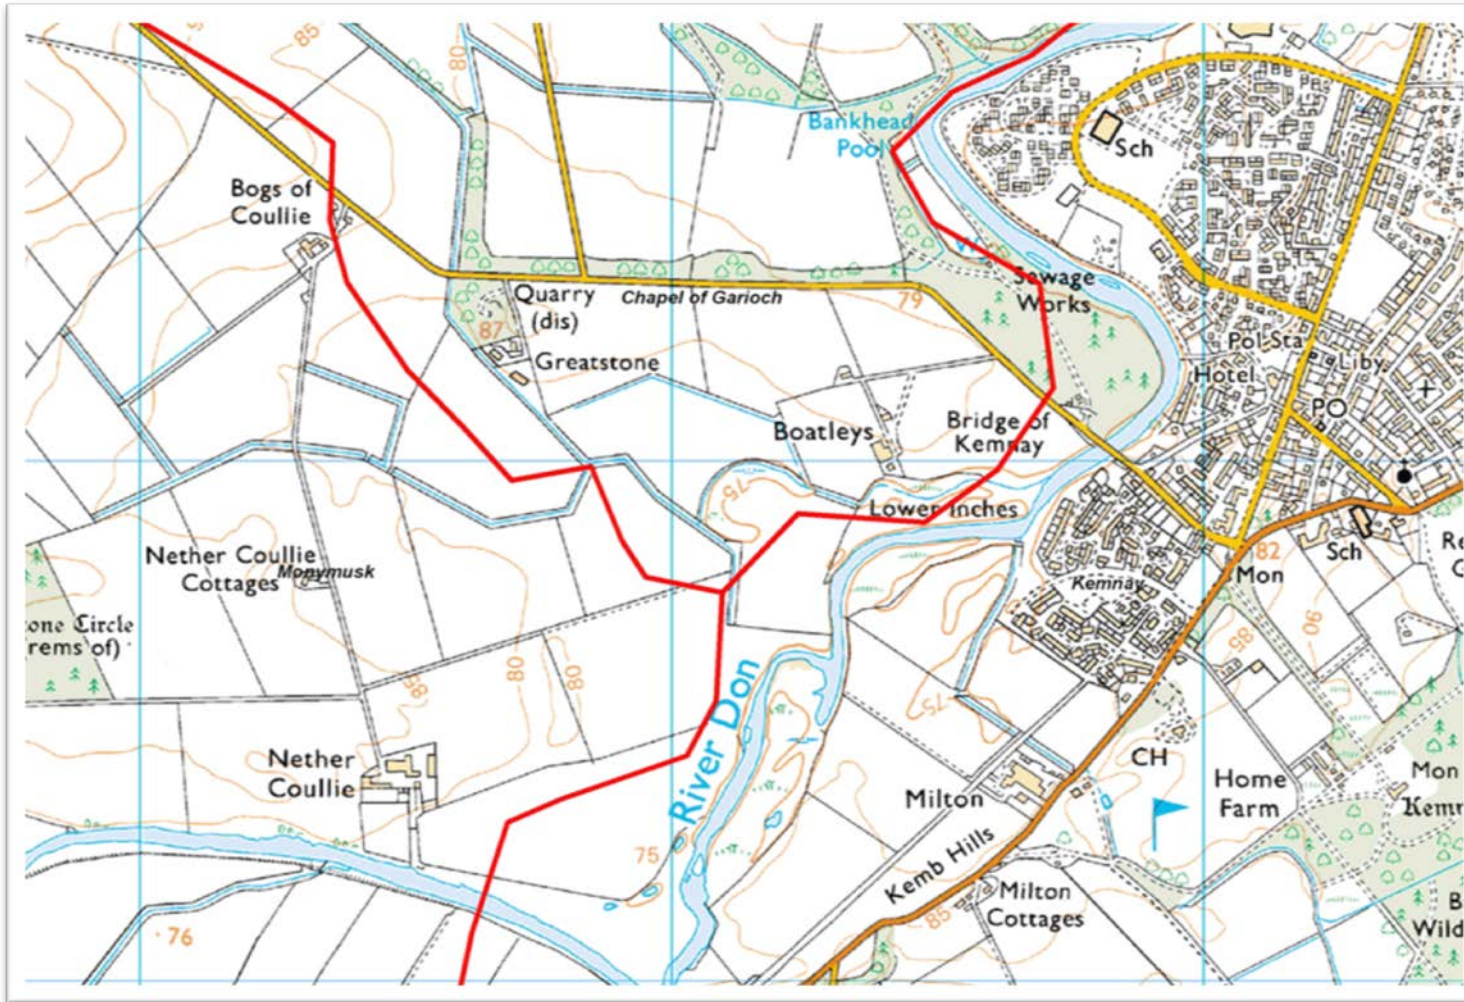 85
80
Bankhead
Pool
Sch
Bogs of
Coullie
Sewage
Works
Quarry
(dis)
Chapel of Garioch
79
87
Pol Sta
Liby
Hotel
Greatstone
PO
Boatleys
Bridge of
Kemnay
75
Lower Inches
Nether Coullie
Cottages
Monymusk
Sch
82
Mon
Kemnay
one Circle
rems of)
90
85
85
80
80
75
River Don
Nether
Coullie
CH
Home
Farm
Mon
Kemn
Milton
75
Kemb Hills
Milton
Cottages
85
76
B
Wild